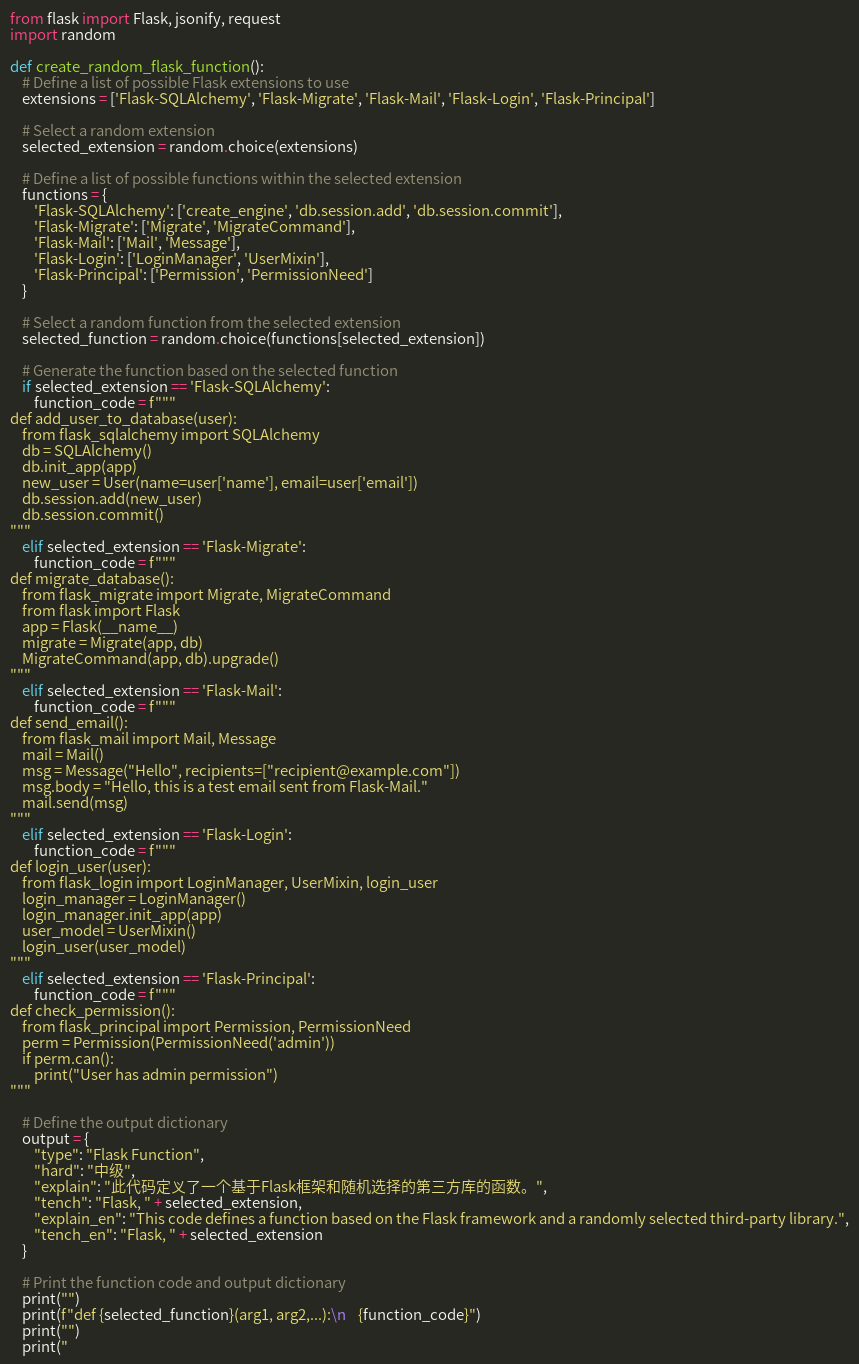 from flask import Flask, jsonify, request
import random

def create_random_flask_function():
    # Define a list of possible Flask extensions to use
    extensions = ['Flask-SQLAlchemy', 'Flask-Migrate', 'Flask-Mail', 'Flask-Login', 'Flask-Principal']

    # Select a random extension
    selected_extension = random.choice(extensions)

    # Define a list of possible functions within the selected extension
    functions = {
        'Flask-SQLAlchemy': ['create_engine', 'db.session.add', 'db.session.commit'],
        'Flask-Migrate': ['Migrate', 'MigrateCommand'],
        'Flask-Mail': ['Mail', 'Message'],
        'Flask-Login': ['LoginManager', 'UserMixin'],
        'Flask-Principal': ['Permission', 'PermissionNeed']
    }

    # Select a random function from the selected extension
    selected_function = random.choice(functions[selected_extension])

    # Generate the function based on the selected function
    if selected_extension == 'Flask-SQLAlchemy':
        function_code = f"""
def add_user_to_database(user):
    from flask_sqlalchemy import SQLAlchemy
    db = SQLAlchemy()
    db.init_app(app)
    new_user = User(name=user['name'], email=user['email'])
    db.session.add(new_user)
    db.session.commit()
"""
    elif selected_extension == 'Flask-Migrate':
        function_code = f"""
def migrate_database():
    from flask_migrate import Migrate, MigrateCommand
    from flask import Flask
    app = Flask(__name__)
    migrate = Migrate(app, db)
    MigrateCommand(app, db).upgrade()
"""
    elif selected_extension == 'Flask-Mail':
        function_code = f"""
def send_email():
    from flask_mail import Mail, Message
    mail = Mail()
    msg = Message("Hello", recipients=["recipient@example.com"])
    msg.body = "Hello, this is a test email sent from Flask-Mail."
    mail.send(msg)
"""
    elif selected_extension == 'Flask-Login':
        function_code = f"""
def login_user(user):
    from flask_login import LoginManager, UserMixin, login_user
    login_manager = LoginManager()
    login_manager.init_app(app)
    user_model = UserMixin()
    login_user(user_model)
"""
    elif selected_extension == 'Flask-Principal':
        function_code = f"""
def check_permission():
    from flask_principal import Permission, PermissionNeed
    perm = Permission(PermissionNeed('admin'))
    if perm.can():
        print("User has admin permission")
"""

    # Define the output dictionary
    output = {
        "type": "Flask Function",
        "hard": "中级",
        "explain": "此代码定义了一个基于Flask框架和随机选择的第三方库的函数。",
        "tench": "Flask, " + selected_extension,
        "explain_en": "This code defines a function based on the Flask framework and a randomly selected third-party library.",
        "tench_en": "Flask, " + selected_extension
    }

    # Print the function code and output dictionary
    print("")
    print(f"def {selected_function}(arg1, arg2,...):\n    {function_code}")
    print("")
    print("